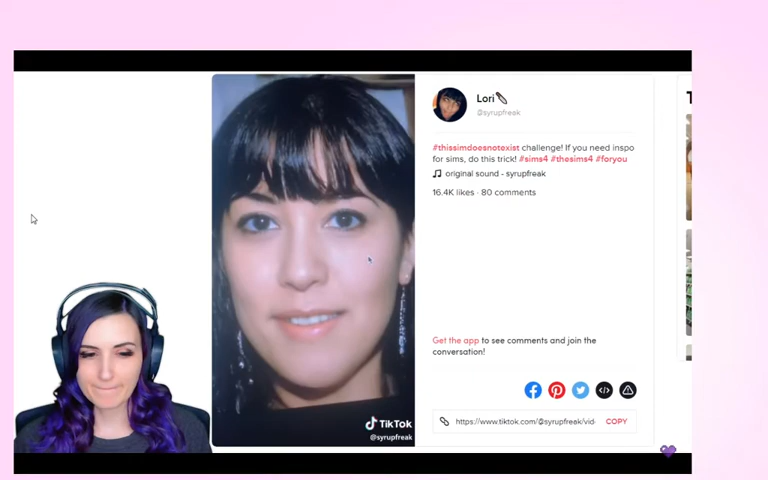 Lori
@syrupfreak
#thissimdoesnotexist challenge! If you need inspo
for sims, do this trick! #sims4 #thesims4 #foryou
original sound - syrupfreak
16.4K likes · 80 comments
Get the app to see comments and join the
conversation!
https://www.tiktok.com/@syrupfreak/vid- COPY
TikTok
@syrupfreak
T